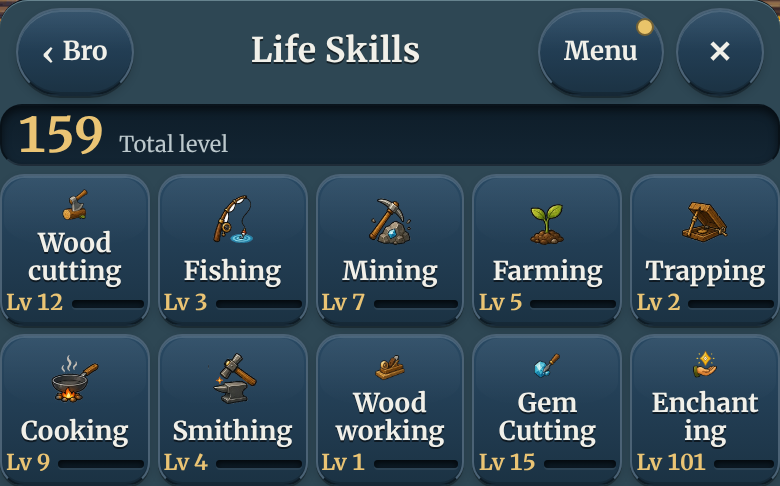 ‹ Bro
Life Skills
Menu
×
159 Total level
Wood
cutting
Lv 12
Fishing
Lv 3
Mining
Lv 7
Farming
Lv 5
Trapping
Lv 2
Cooking
Lv 9
Smithing
Lv 4
Wood
working
Lv 1
Gem
Cutting
Lv 15
Enchant
ing
Lv 101